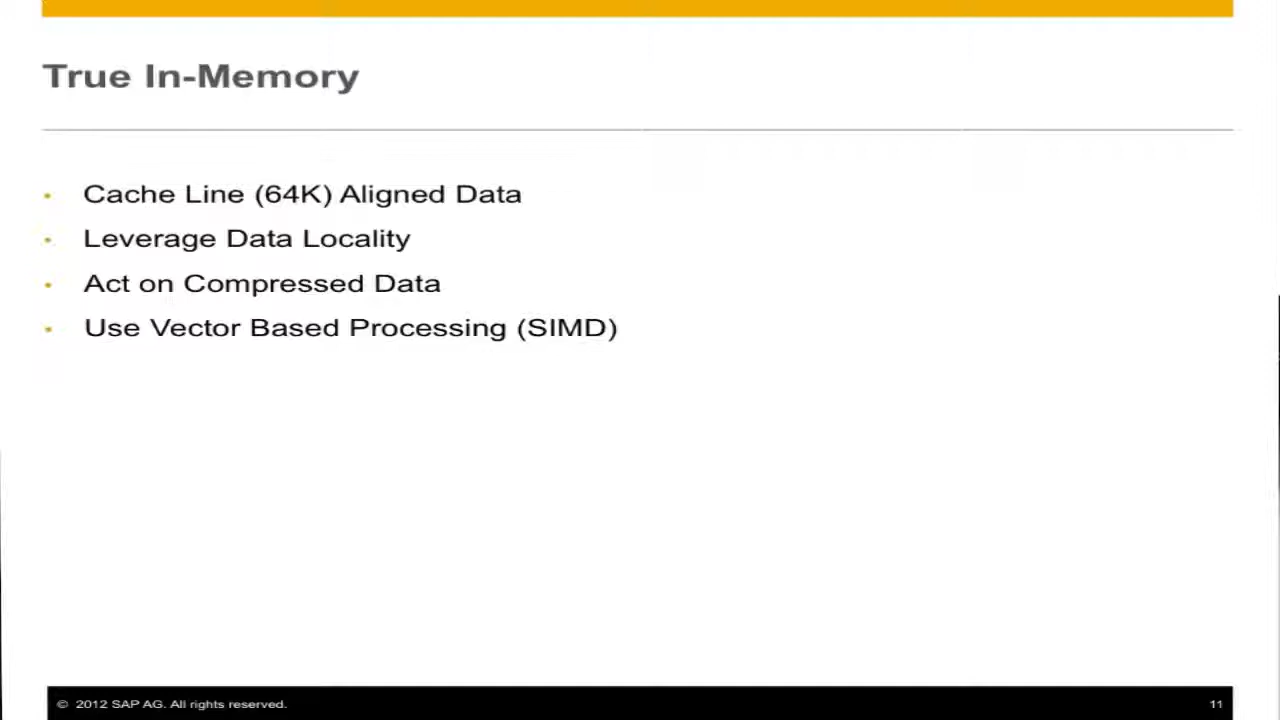 True In-Memory
• Cache Line (64K) Aligned Data
• Leverage Data Locality
• Act on Compressed Data
• Use Vector Based Processing (SIMD)
© 2012 SAP AG. All rights reserved.
11